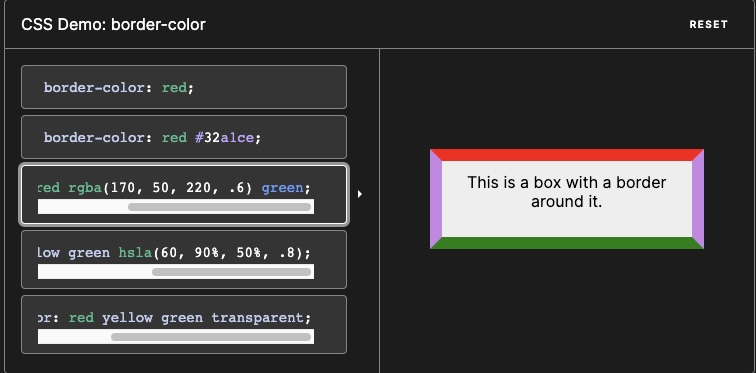 CSS Demo: border-color
RESET
border-color: red;
border-color: red #32a1ce;
red rgba(170, 50, 220, .6) green;
low green hsla(60, 90%, 50%, .8);
or: red yellow green transparent;
This is a box with a border
around it.